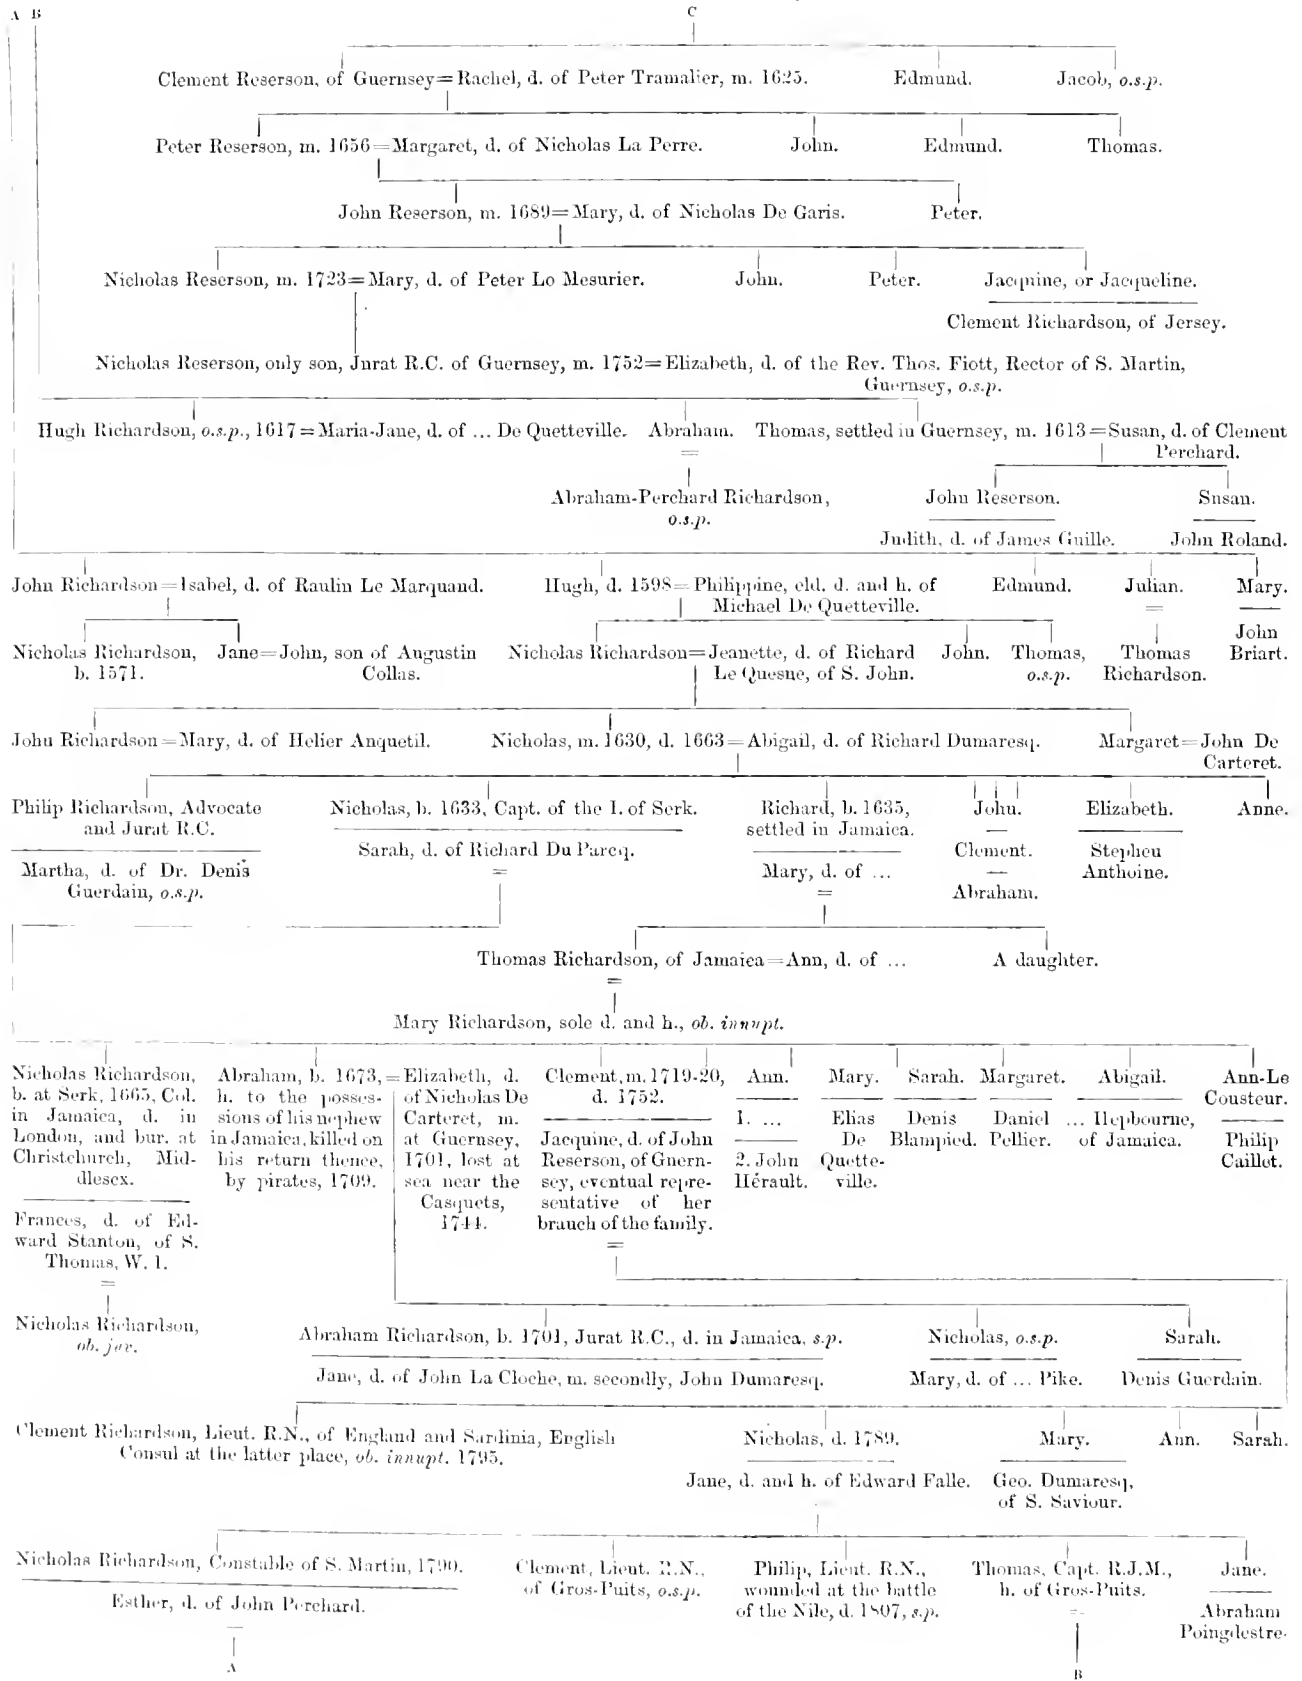 A B
C
Clement Reserson, of Guernsey=Rachel, d. of Peter Tramalier, m. 1625. Edmund. Jacob, o.s.p.
Peter Reserson, m. 1656=Margaret, d. of Nicholas La Perre. John. Edmund. Thomas.
John Reserson, m. 1689=Mary, d. of Nicholas De Garis. Peter.
Nicholas Reserson, m. 1723=Mary, d. of Peter Le Mesurier. John. Peter. Jacquine, or Jacqueline.
Clement Richardson, of Jersey.
Nicholas Reserson, only son, Jurat R.C. of Guernsey, m. 1752=Elizabeth, d. of the Rev. Thos. Fiott, Rector of S. Martin,
Guernsey, o.s.p.
Hugh Richardson, o.s.p., 1617=Maria-Jane, d. of ... De Quetteville. Abraham. Thomas, settled in Guernsey, m. 1613=Susan, d. of Clement
= Perchard.
Abraham-Perchard Richardson, John Reserson. Susan.
o.s.p.
Judith, d. of James Guille. John Roland.
John Richardson=Isabel, d. of Raulin Le Marquand. Hugh, d. 1598=Philippine, eld. d. and h. of Edmund. Julian. Mary.
Michael De Quetteville. =
John
Nicholas Richardson, Jane=John, son of Augustin Nicholas Richardson=Jeanette, d. of Richard John. Thomas, Thomas Briart.
b. 1571. Collas. Le Quesne, of S. John. o.s.p. Richardson.
John Richardson=Mary, d. of Helier Anquetil. Nicholas, m. 1630, d. 1663=Abigail, d. of Richard Dumaresq. Margaret=John De
Carteret.
Philip Richardson, Advocate Nicholas, b. 1633, Capt. of the I. of Serk. Richard, b. 1635, John. Elizabeth. Anne.
and Jurat R.C. settled in Jamaica.
Sarah, d. of Richard Du Parcq. Clement. Stephen
Martha, d. of Dr. Denis = Mary, d. of ... Anthoine.
Guerdain, o.s.p. = Abraham.
Thomas Richardson, of Jamaica=Ann, d. of ... A daughter.
=
Mary Richardson, sole d. and h., ob. innupt.
Nicholas Richardson, Abraham, b. 1673,=Elizabeth, d. Clement, m. 1719-20, Ann. Mary. Sarah. Margaret. Abigail. Ann-Le
b. at Serk, 1665, Col. h. to the posses- of Nicholas De d. 1752. Cousteur.
in Jamaica, d. in sions of his nephew Carteret, m. 1. ... Elias Denis Daniel ... Hepbourne,
London, and bur. at in Jamaica, killed on at Guernsey, Jacquine, d. of John De Blampied. Pellier. of Jamaica. Philip
Christchurch, Mid- his return thence, 1701, lost at Reserson, of Guern- 2. John Quette- Caillet.
dlesex. by pirates, 1709. sea near the sey, eventual repre- Hérault. ville.
Casquets, sentative of her
Frances, d. of Ed- 1744. branch of the family.
ward Stanton, of S. =
Thomas, W. I.
=
Nicholas Richardson, Abraham Richardson, b. 1701, Jurat R.C., d. in Jamaica, s.p. Nicholas, o.s.p. Sarah.
ob. juv.
Jane, d. of John La Cloche, m. secondly, John Dumaresq. Mary, d. of ... Pike. Denis Guerdain.
Clement Richardson, Lieut. R.N., of England and Sardinia, English Nicholas, d. 1789. Mary. Ann. Sarah.
Consul at the latter place, ob. innupt. 1795.
Jane, d. and h. of Edward Falle. Geo. Dumaresq,
of S. Saviour.
Nicholas Richardson, Constable of S. Martin, 1790. Clement, Lieut. R.N., Philip, Lieut. R.N., Thomas, Capt. R.J.M., Jane.
of Gros-Puits, o.s.p. wounded at the battle h. of Gros-Puits.
Esther, d. of John Perchard. of the Nile, d. 1807, s.p. = Abraham
Poingdestre.
A
B